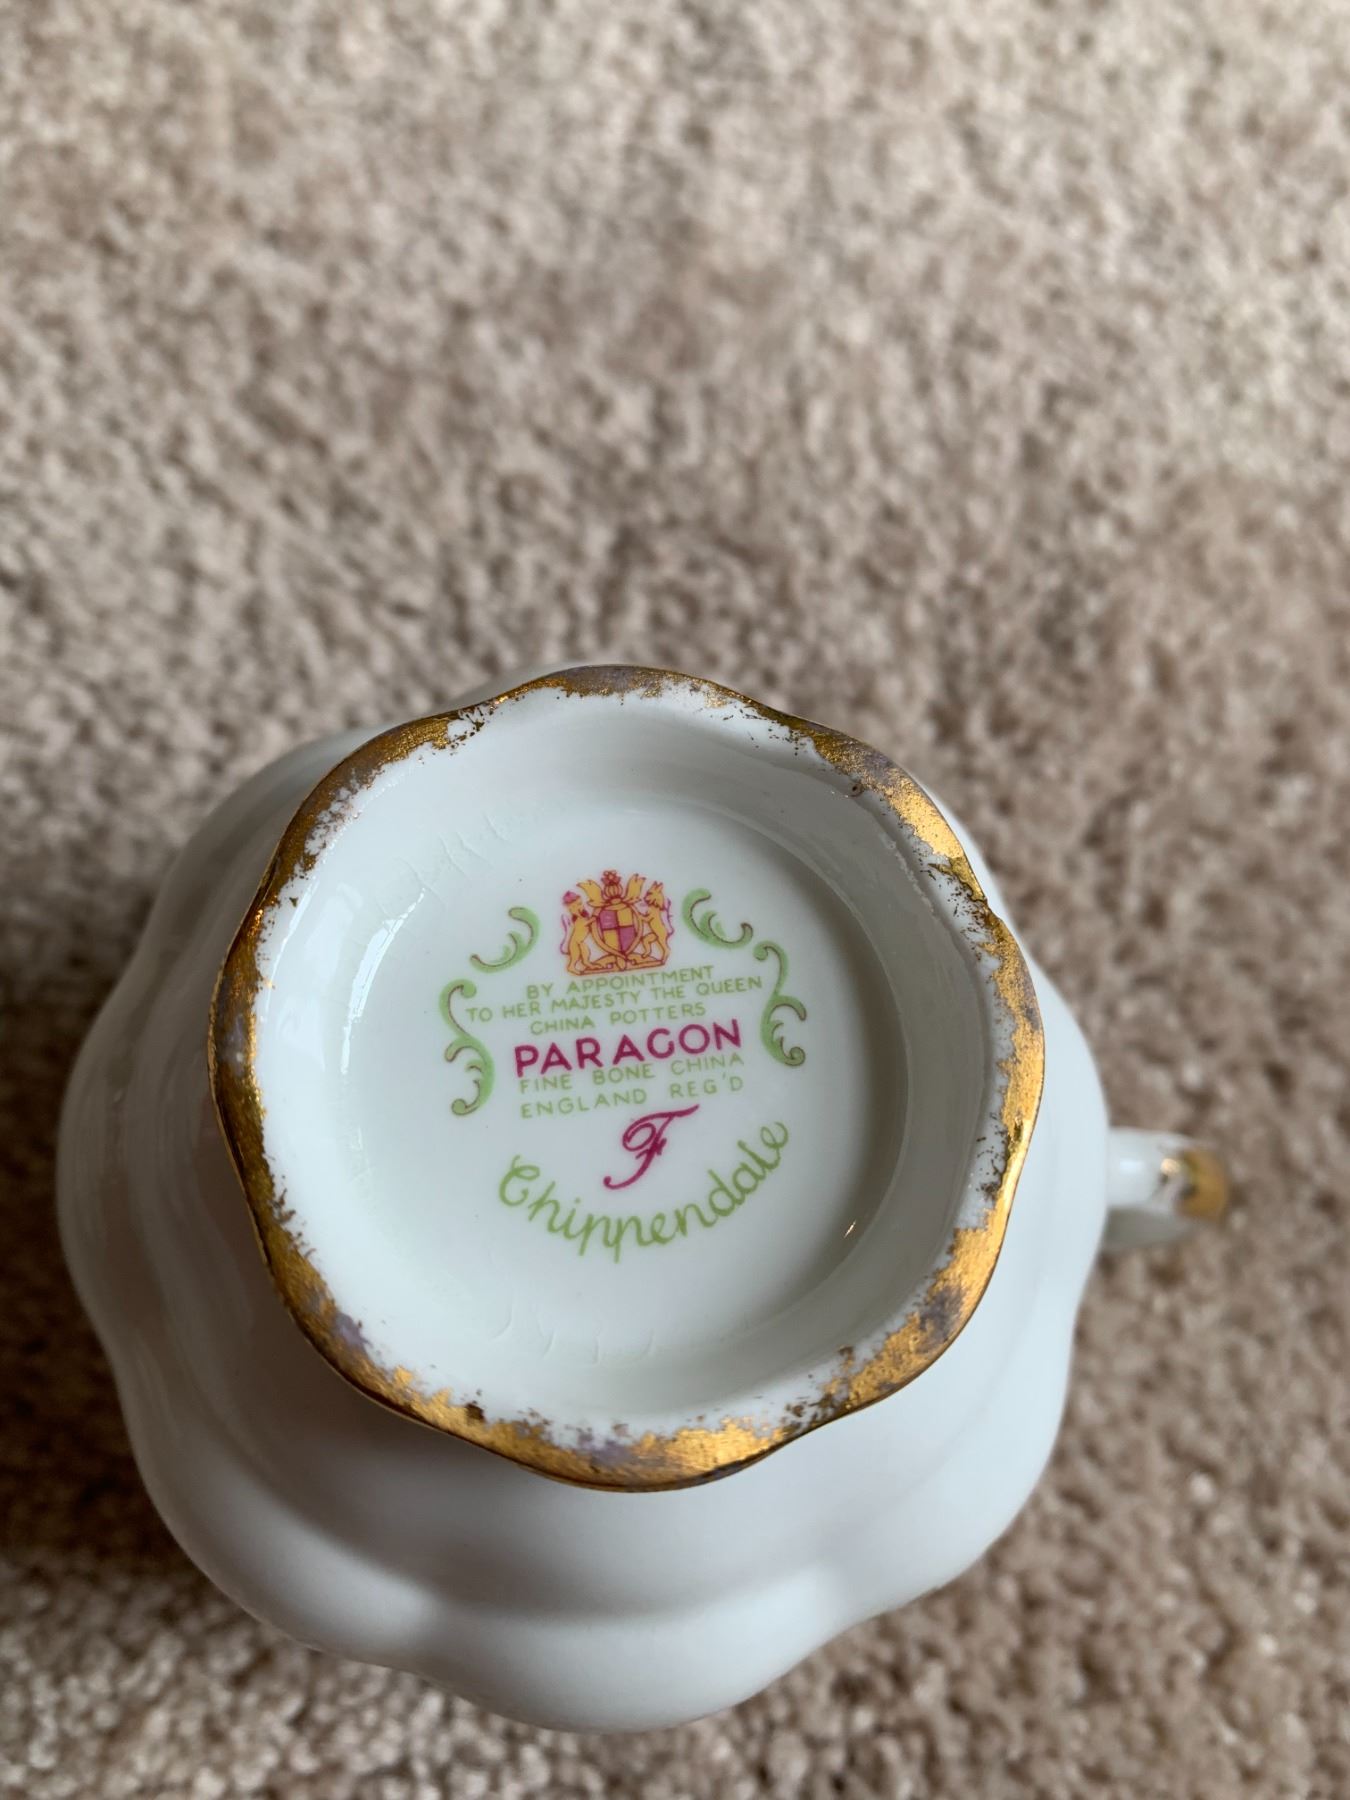 BY APPOINTMENT
TO HER MAJESTY THE QUEEN
CHINA POTTERS
PARAGON
FINE BONE CHINA
ENGLAND REG'D
F
Chippendale